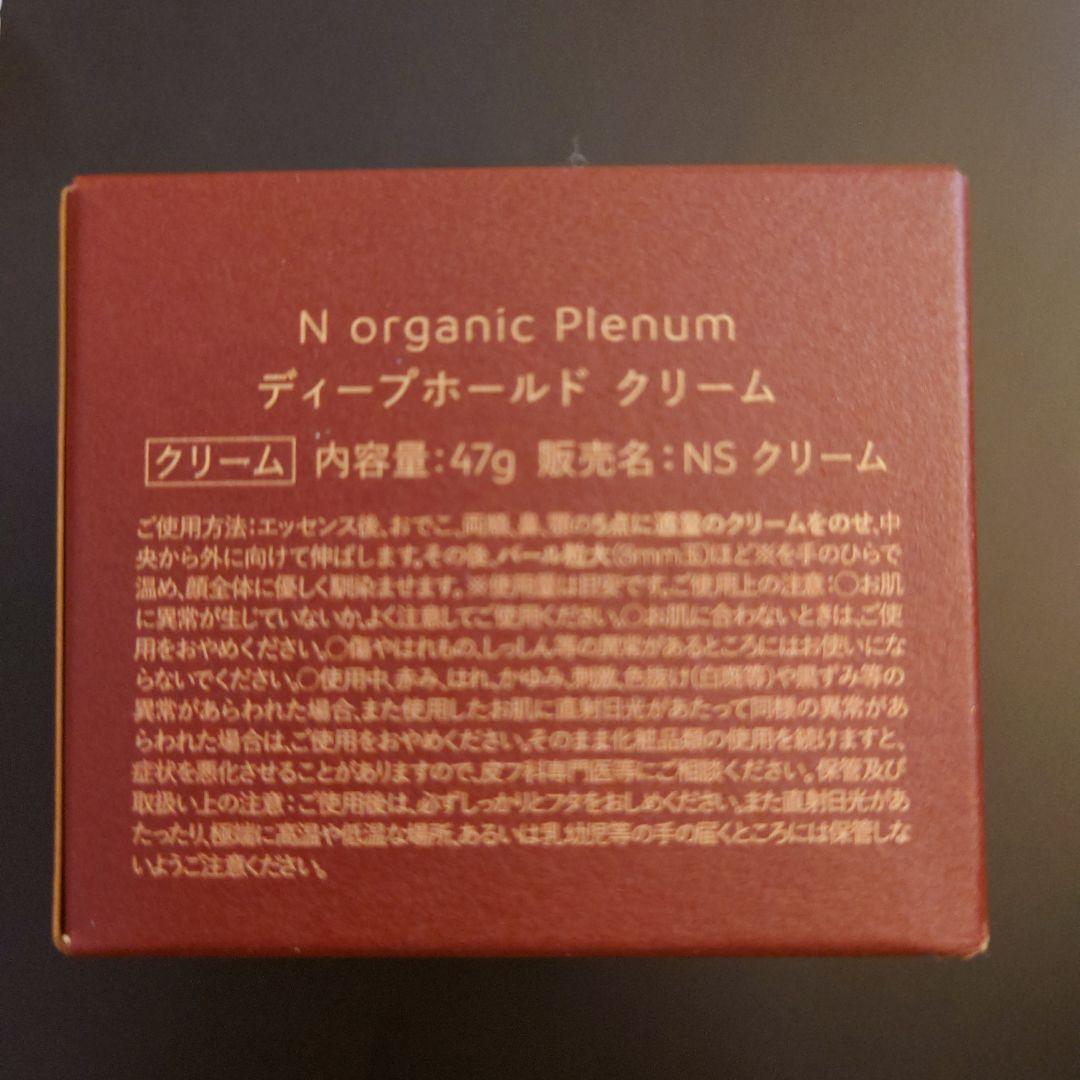 N organic Plenum
ディープホールド クリーム
クリーム 内容量:47g 販売名:NS クリーム
ご使用方法:エッセンス後、おでこ、両頬、鼻、顎の5点に適量のクリームをのせ、中
央から外に向けて伸ばします。その後、パール粒大ほど※を手のひらで
温め、顔全体に優しく馴染ませます。※使用量は目安です。ご使用上の注意:○お肌
に異常が生じていないか、よく注意してご使用ください。○お肌に合わないときは、ご使
用をおやめください。○傷やはれもの、しっしん等の異常があるところにはお使いにな
らないでください。○使用中、赤み、はれ、かゆみ、刺激、色抜け(白斑等)や黒ずみ等の
異常があらわれた場合、また使用したお肌に直射日光があたって同様の異常があ
らわれた場合は、ご使用をおやめください。そのまま化粧品類の使用を続けますと、
症状を悪化させることがありますので、皮フ科専門医等にご相談ください。保管及び
取扱い上の注意:ご使用後は、必ずしっかりとフタをおしめください。また直射日光があ
たったり、極端に高温や低温な場所、あるいは乳幼児等の手の届くところには保管しな
いようご注意ください。